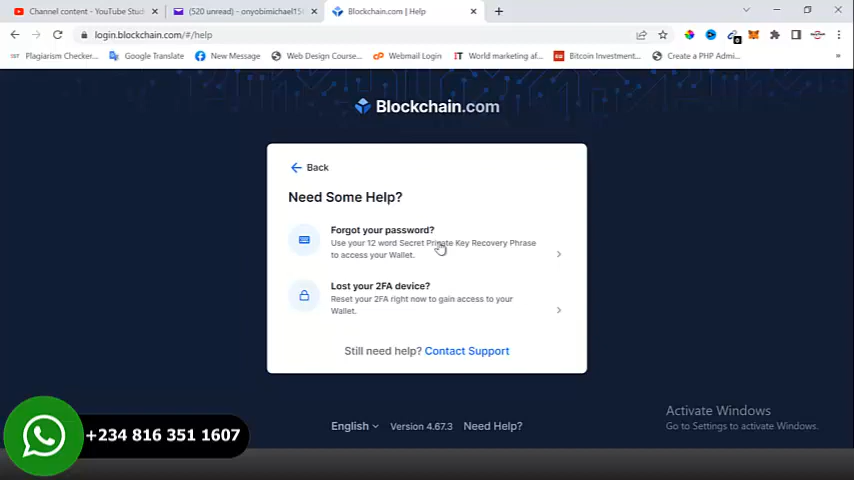 Channel content - YouTube Stud
(520 unread) - onyobimichael15
Blockchain.com | Help
login.blockchain.com/#/help
Plagiarism Checker...
Google Translate
New Message
Web Design Course...
Webmail Login
World marketing af...
Bitcoin Investment...
Create a PHP Admi...
Blockchain.com
Back
Need Some Help?
Forgot your password?
Use your 12 word Secret Private Key Recovery Phrase
to access your Wallet.
Lost your 2FA device?
Reset your 2FA right now to gain access to your
Wallet.
Still need help? Contact Support
English
Version 4.67.3
Need Help?
Activate Windows
Go to Settings to activate Windows.
+234 816 351 1607